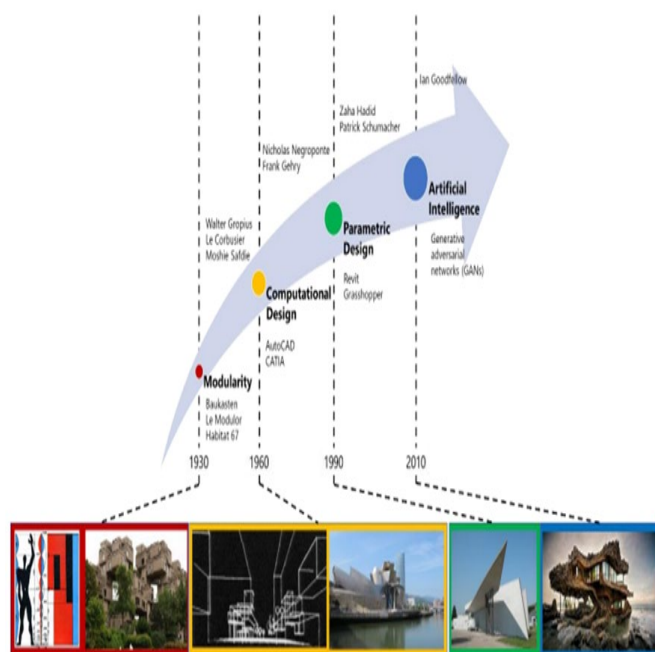 Ian Goodfellow
Zaha Hadid
Patrick Schumacher
Nicholas Negroponte
Frank Gehry
Artificial
Intelligence
Walter Gropius
Le Corbusier
Moshie Safdie
Parametric
Design
Generative
adversarial
networks (GANs)
Revit
Grasshopper
Computational
Design
AutoCAD
CATIA
Modularity
Baukasten
Le Modulor
Habitat 67
1930
1960
1990
2010